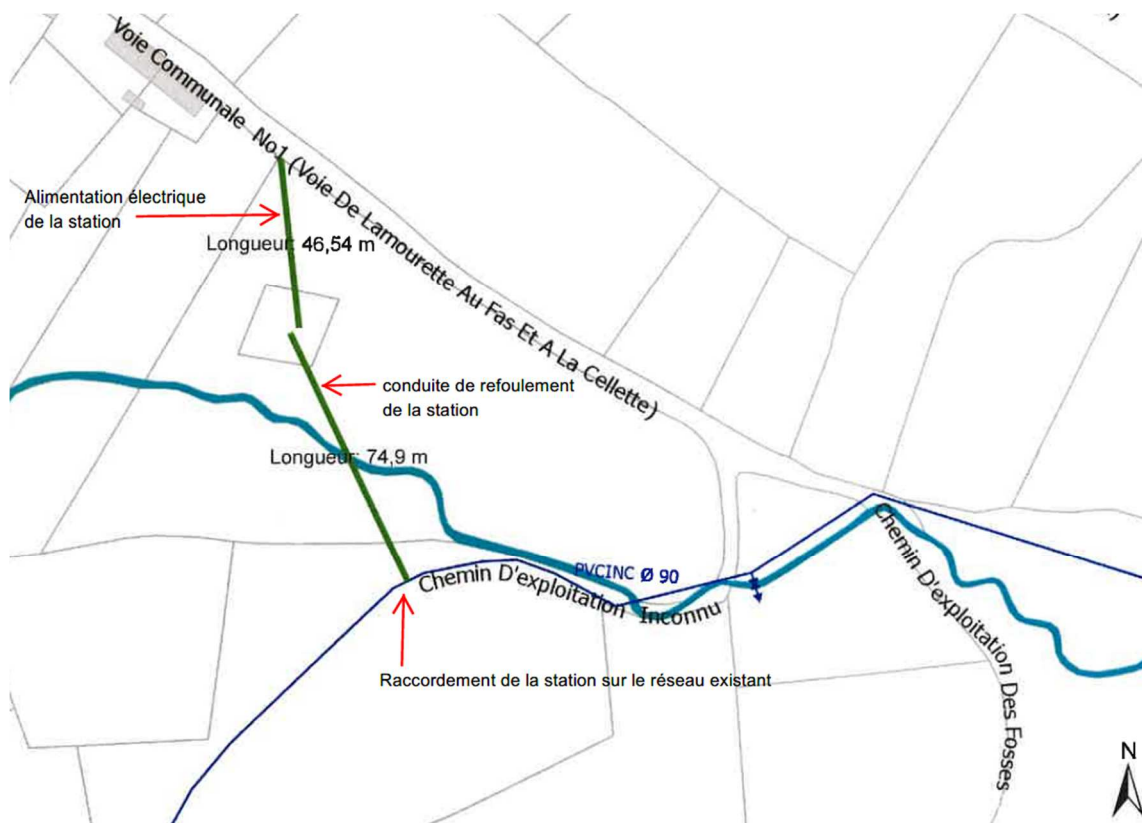 Voie Communale No1 (Voie De Lamourette Au Fas Et A La Cellette)
Alimentation électrique
de la station
Longueur: 46,54 m
conduite de refoulement
de la station
Longueur: 74,9 m
PVCINC Ø 90
Chemin D'exploitation Inconnu
Chemin D'exploitation Des Fosses
Raccordement de la station sur le réseau existant
N